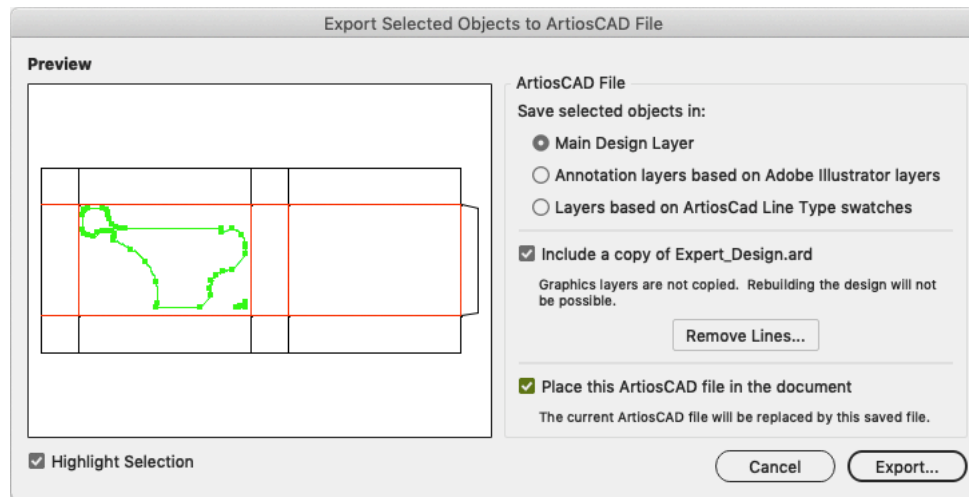 Export Selected Objects to ArtiosCAD File
Preview
ArtiosCAD File
Save selected objects in:
Main Design Layer
Annotation layers based on Adobe Illustrator layers
Layers based on ArtiosCad Line Type swatches
Include a copy of Expert_Design.ard
Graphics layers are not copied. Rebuilding the design will not
be possible.
Remove Lines...
Place this ArtiosCAD file in the document
The current ArtiosCAD file will be replaced by this saved file.
Highlight Selection
Cancel
Export...